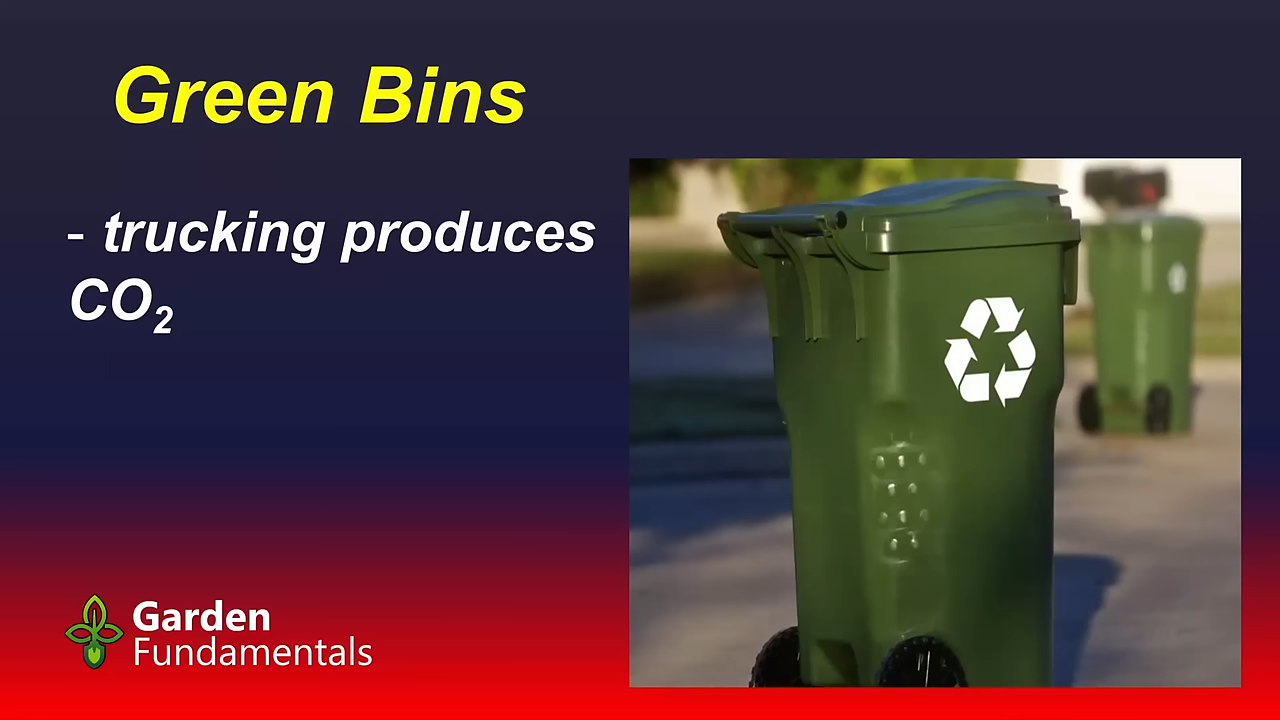 Green Bins
- trucking produces
CO₂
Garden
Fundamentals